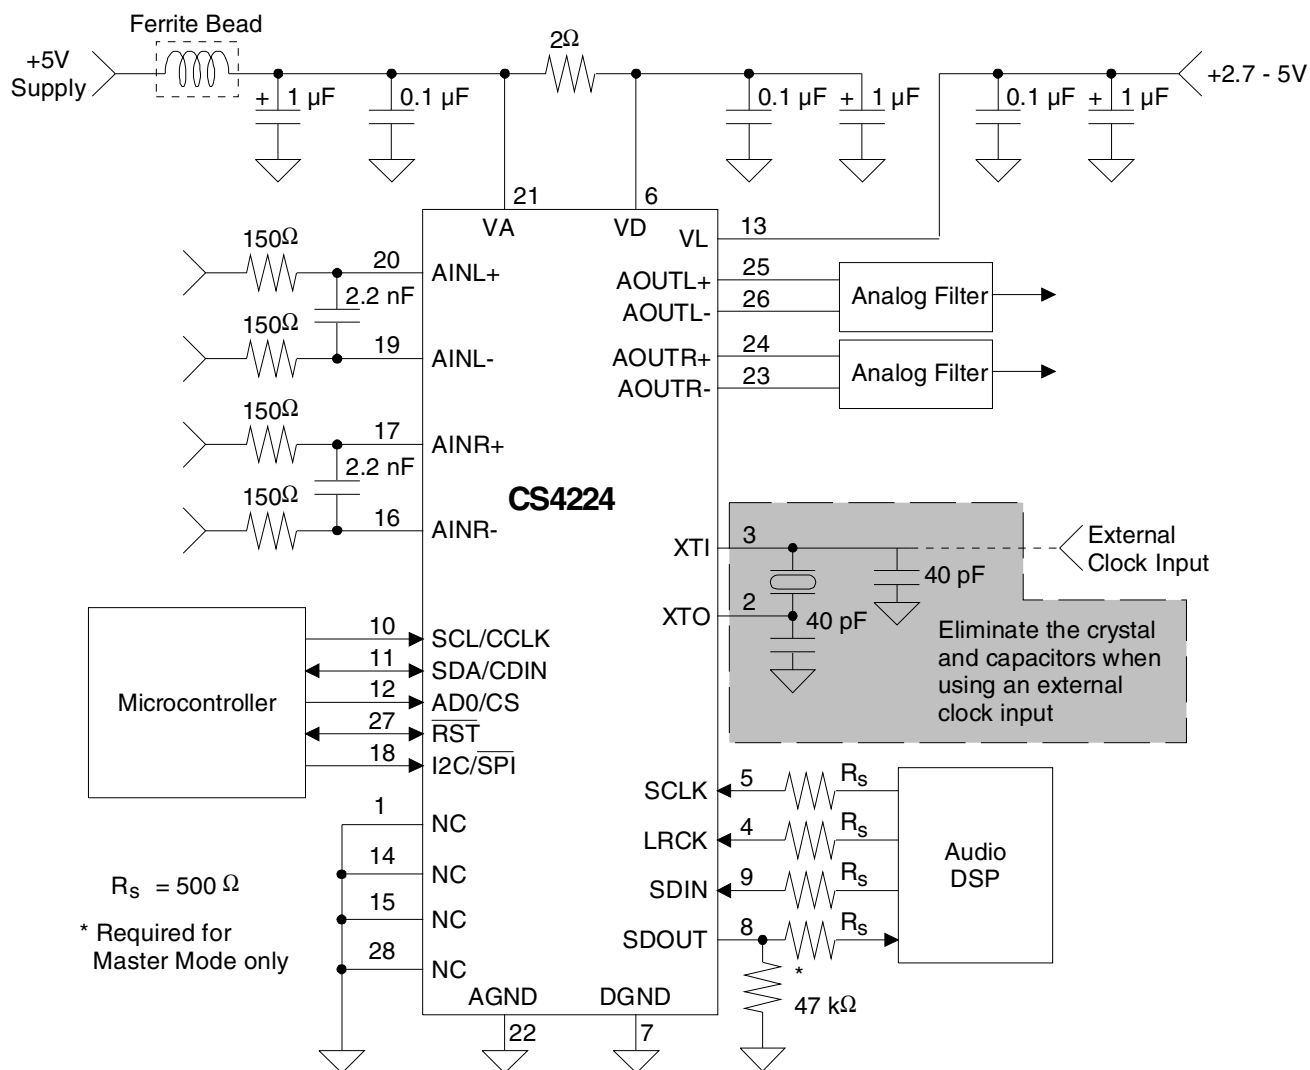 Ferrite Bead
+5V
Supply
2Ω
+2.7 - 5V
+ 1 µF
0.1 µF
0.1 µF
+ 1 µF
0.1 µF
+ 1 µF
21
6
VA
VD
VL
13
150Ω
20
AINL+
2.2 nF
150Ω
19
AINL-
150Ω
17
AINR+
2.2 nF
150Ω
16
AINR-
AOUTL+
25
AOUTL-
26
Analog Filter
AOUTR+
24
AOUTR-
23
Analog Filter
CS4224
XTI
3
External
Clock Input
40 pF
XTO
2
40 pF
Eliminate the crystal
and capacitors when
using an external
clock input
Microcontroller
10
SCL/CCLK
11
SDA/CDIN
12
AD0/CS
27
RST
18
I2C/SPI
1
NC
14
NC
15
NC
28
NC
RS = 500 Ω
* Required for
Master Mode only
SCLK
5
RS
LRCK
4
RS
SDIN
9
RS
SDOUT
8
RS
Audio
DSP
*
47 kΩ
AGND
DGND
22
7